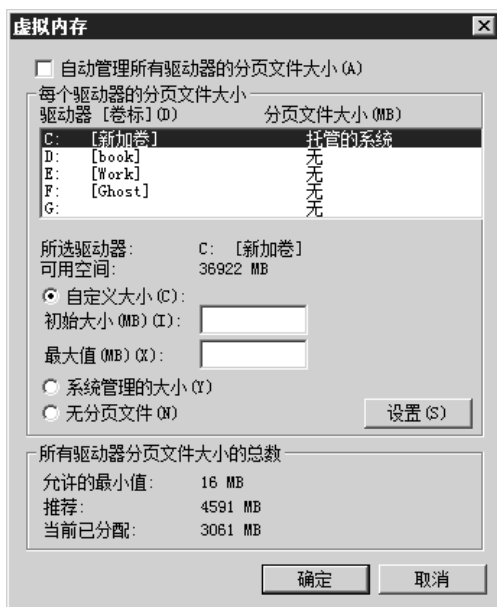 虚拟内存
自动管理所有驱动器的分页文件大小(A)
每个驱动器的分页文件大小
驱动器 [卷标](D) 分页文件大小(MB)
C: [新加卷] 托管的系统
D: [book] 无
E: [Work] 无
F: [Ghost] 无
G: 无
所选驱动器: C: [新加卷]
可用空间: 36922 MB
自定义大小(C):
初始大小(MB)(I):
最大值(MB)(X):
系统管理的大小(Y)
无分页文件(N) 设置(S)
所有驱动器分页文件大小的总数
允许的最小值: 16 MB
推荐: 4591 MB
当前已分配: 3061 MB
确定 取消